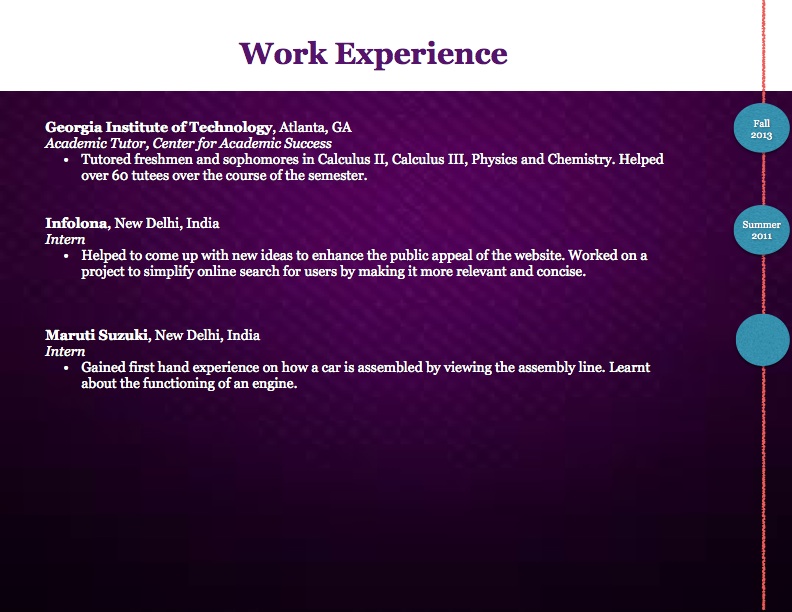 Work Experience
Fall
2013
Georgia Institute of Technology, Atlanta, GA
Academic Tutor, Center for Academic Success
• Tutored freshmen and sophomores in Calculus II, Calculus III, Physics and Chemistry. Helped
over 60 tutees over the course of the semester.
Summer
2011
Infolona, New Delhi, India
Intern
• Helped to come up with new ideas to enhance the public appeal of the website. Worked on a
project to simplify online search for users by making it more relevant and concise.
Maruti Suzuki, New Delhi, India
Intern
• Gained first hand experience on how a car is assembled by viewing the assembly line. Learnt
about the functioning of an engine.